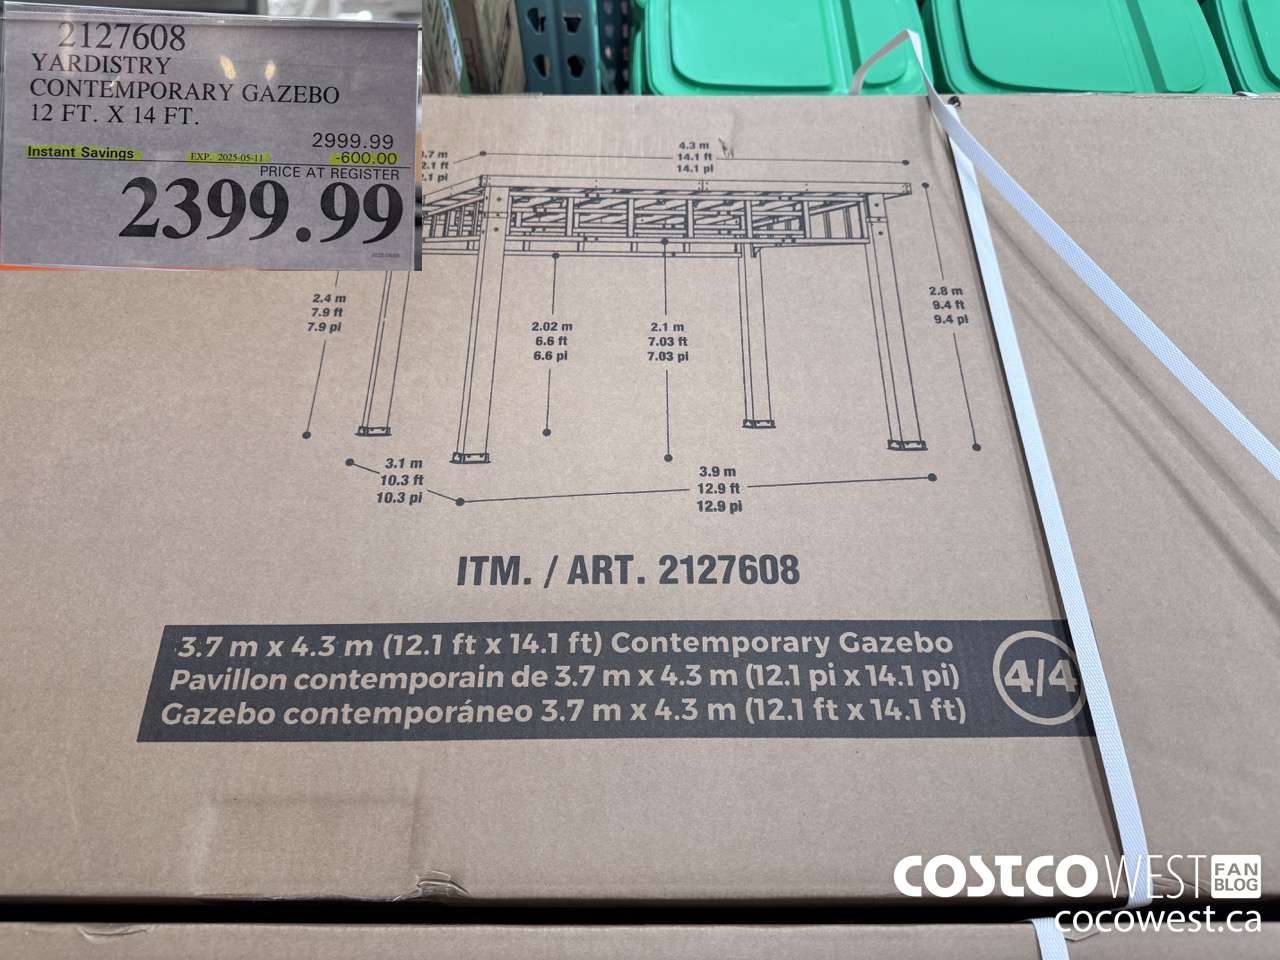 2127608
YARDISTRY
CONTEMPORARY GAZEBO
12 FT. X 14 FT.
2999.99
Instant Savings EXP. 2025-05-11 -600.00
PRICE AT REGISTER
2399.99
4.3 m
14.1 ft
14.1 pi
2.4 m
7.9 ft
7.9 pi
2.02 m
6.6 ft
6.6 pi
2.1 m
7.03 ft
7.03 pi
2.8 m
9.4 ft
9.4 pi
3.1 m
10.3 ft
10.3 pi
3.9 m
12.9 ft
12.9 pi
ITM. / ART. 2127608
3.7 m x 4.3 m (12.1 ft x 14.1 ft) Contemporary Gazebo
Pavillon contemporain de 3.7 m x 4.3 m (12.1 pi x 14.1 pi)
Gazebo contemporáneo 3.7 m x 4.3 m (12.1 ft x 14.1 ft)
4/4
COSTCO WEST FAN BLOG
cocowest.ca